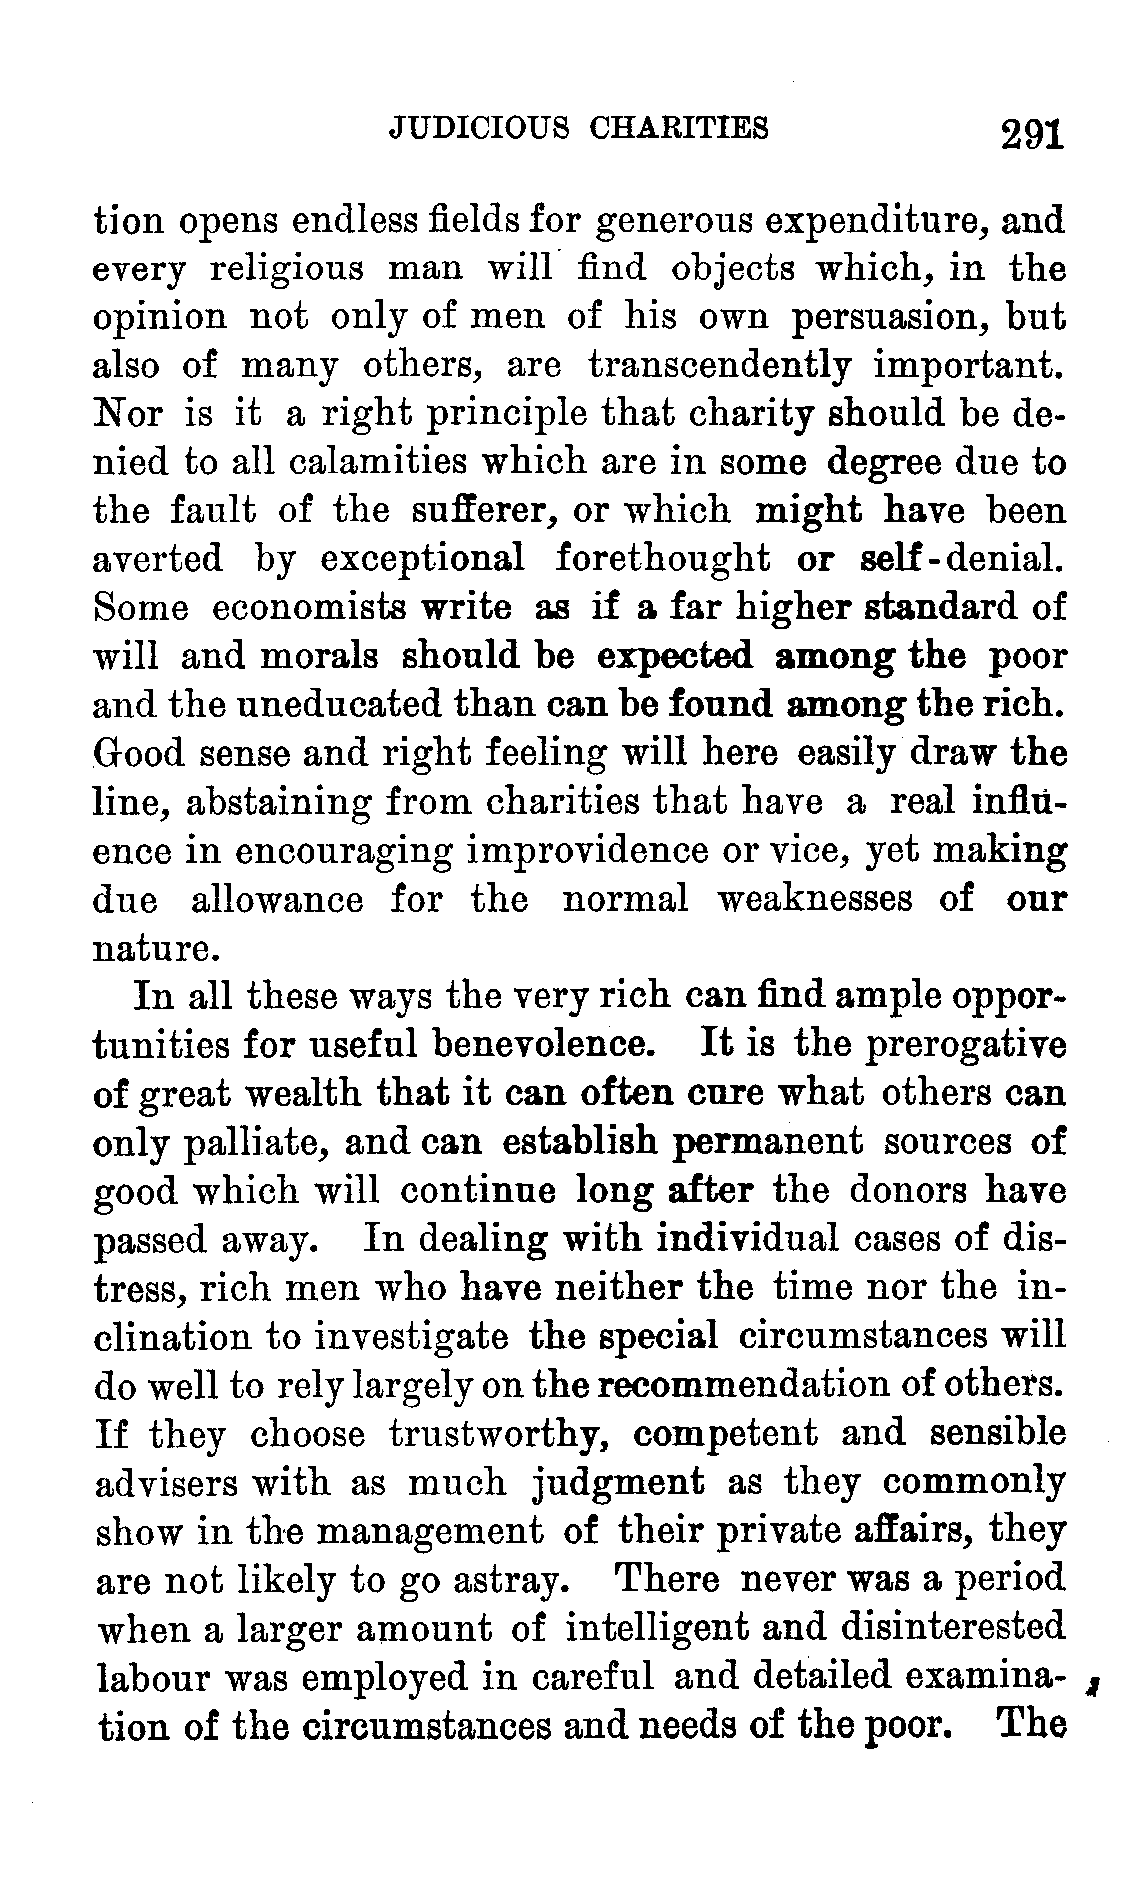 JUDICIOUS CHARITIES 291
tion opens endless fields for generous expenditure, and
every religious man will find objects which, in the
opinion not only of men of his own persuasion, but
also of many others, are transcendently important.
Nor is it a right principle that charity should be de-
nied to all calamities which are in some degree due to
the fault of the sufferer, or which might have been
averted by exceptional forethought or self-denial.
Some economists write as if a far higher standard of
will and morals should be expected among the poor
and the uneducated than can be found among the rich.
Good sense and right feeling will here easily draw the
line, abstaining from charities that have a real influ-
ence in encouraging improvidence or vice, yet making
due allowance for the normal weaknesses of our
nature.
In all these ways the very rich can find ample oppor-
tunities for useful benevolence. It is the prerogative
of great wealth that it can often cure what others can
only palliate, and can establish permanent sources of
good which will continue long after the donors have
passed away. In dealing with individual cases of dis-
tress, rich men who have neither the time nor the in-
clination to investigate the special circumstances will
do well to rely largely on the recommendation of others.
If they choose trustworthy, competent and sensible
advisers with as much judgment as they commonly
show in the management of their private affairs, they
are not likely to go astray. There never was a period
when a larger amount of intelligent and disinterested
labour was employed in careful and detailed examina-
tion of the circumstances and needs of the poor. The